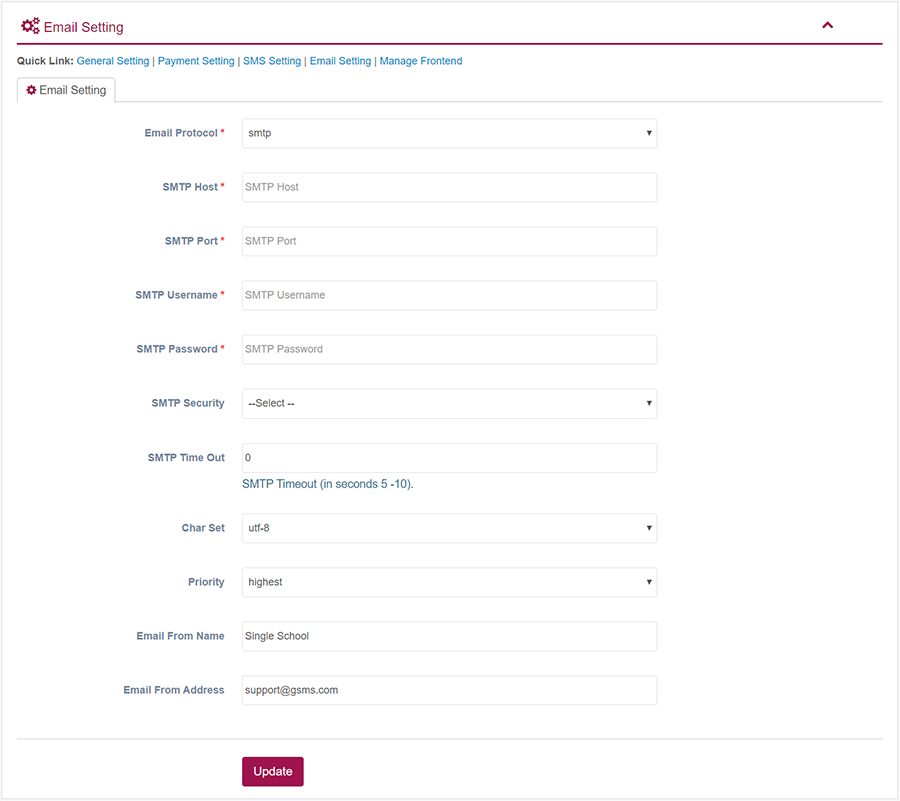 Email Setting
Quick Link: General Setting | Payment Setting | SMS Setting | Email Setting | Manage Frontend
Email Setting
Email Protocol * smtp
SMTP Host * SMTP Host
SMTP Port * SMTP Port
SMTP Username * SMTP Username
SMTP Password * SMTP Password
SMTP Security --Select --
SMTP Time Out 0
SMTP Timeout (in seconds 5 -10).
Char Set utf-8
Priority highest
Email From Name Single School
Email From Address support@gsms.com
Update